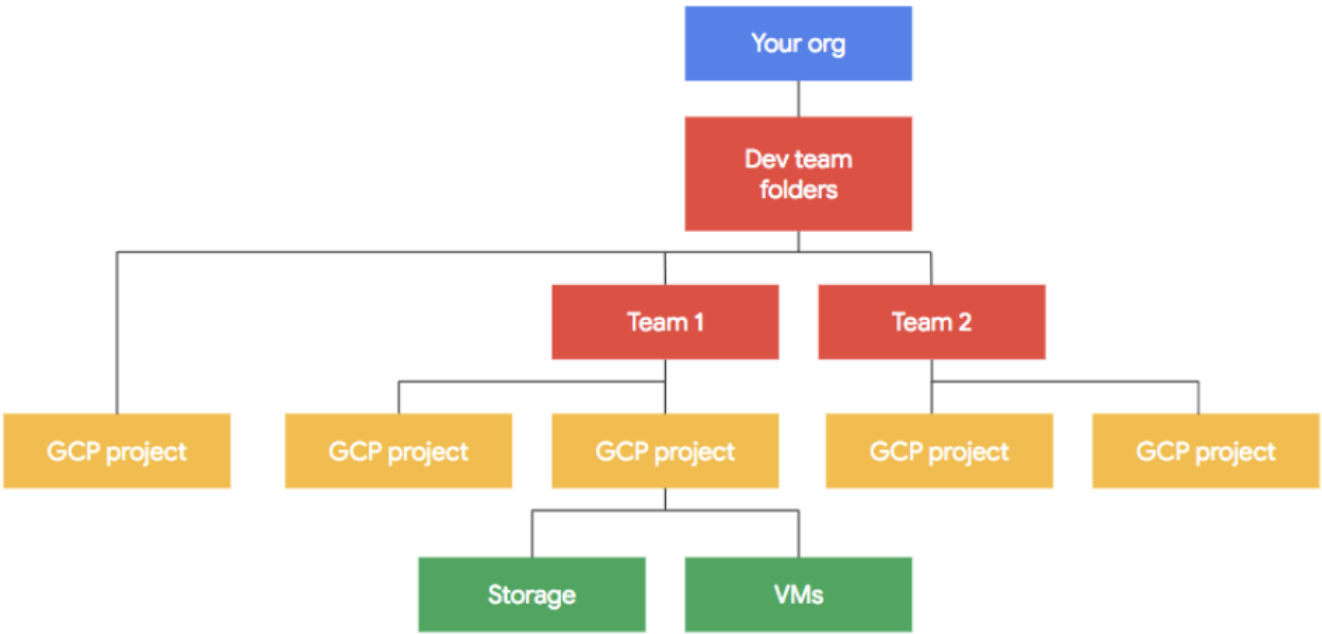 Your org
Dev team
folders
Team 1
Team 2
GCP project
GCP project
GCP project
GCP project
GCP project
Storage
VMs